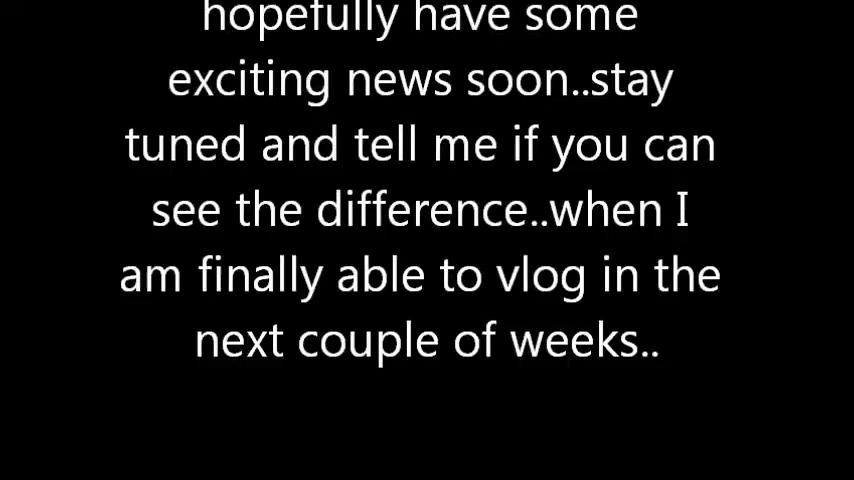 hopefully have some
exciting news soon..stay
tuned and tell me if you can
see the difference..when I
am finally able to vlog in the
next couple of weeks..